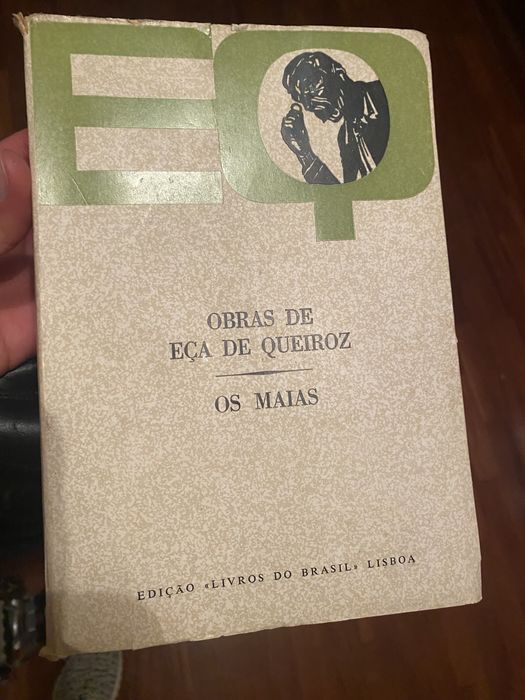 EQ
OBRAS DE
EÇA DE QUEIROZ
OS MAIAS
EDIÇÃO «LIVROS DO BRASIL» LISBOA